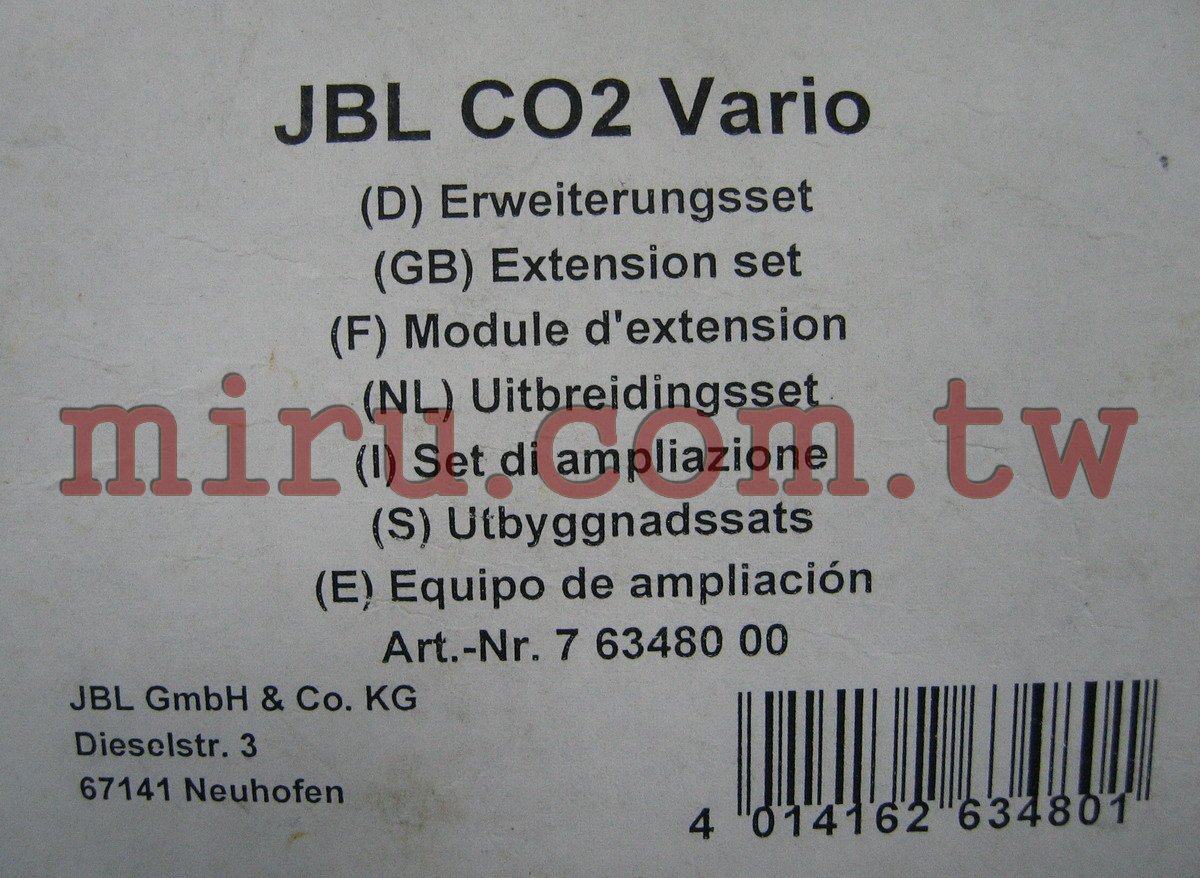 JBL CO2 Vario
(D) Erweiterungsset
(GB) Extension set
(F) Module d'extension
(NL) Uitbreidingsset
miru.com.tw
(I) Set di ampliazione
(S) Utbyggnadssats
(E) Equipo de ampliación
Art.-Nr. 7 63480 00
JBL GmbH & Co. KG
Dieselstr. 3
67141 Neuhofen
4 014162 634801